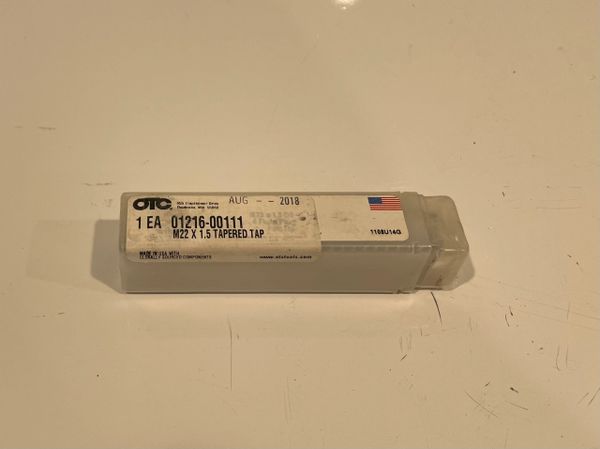 OTC
AUG - - 2018
1 EA 01216-00111
M22 X 1.5 TAPERED TAP
1108U14G
MADE IN USA WITH
GLOBALLY SOURCED COMPONENTS
www.otctools.com